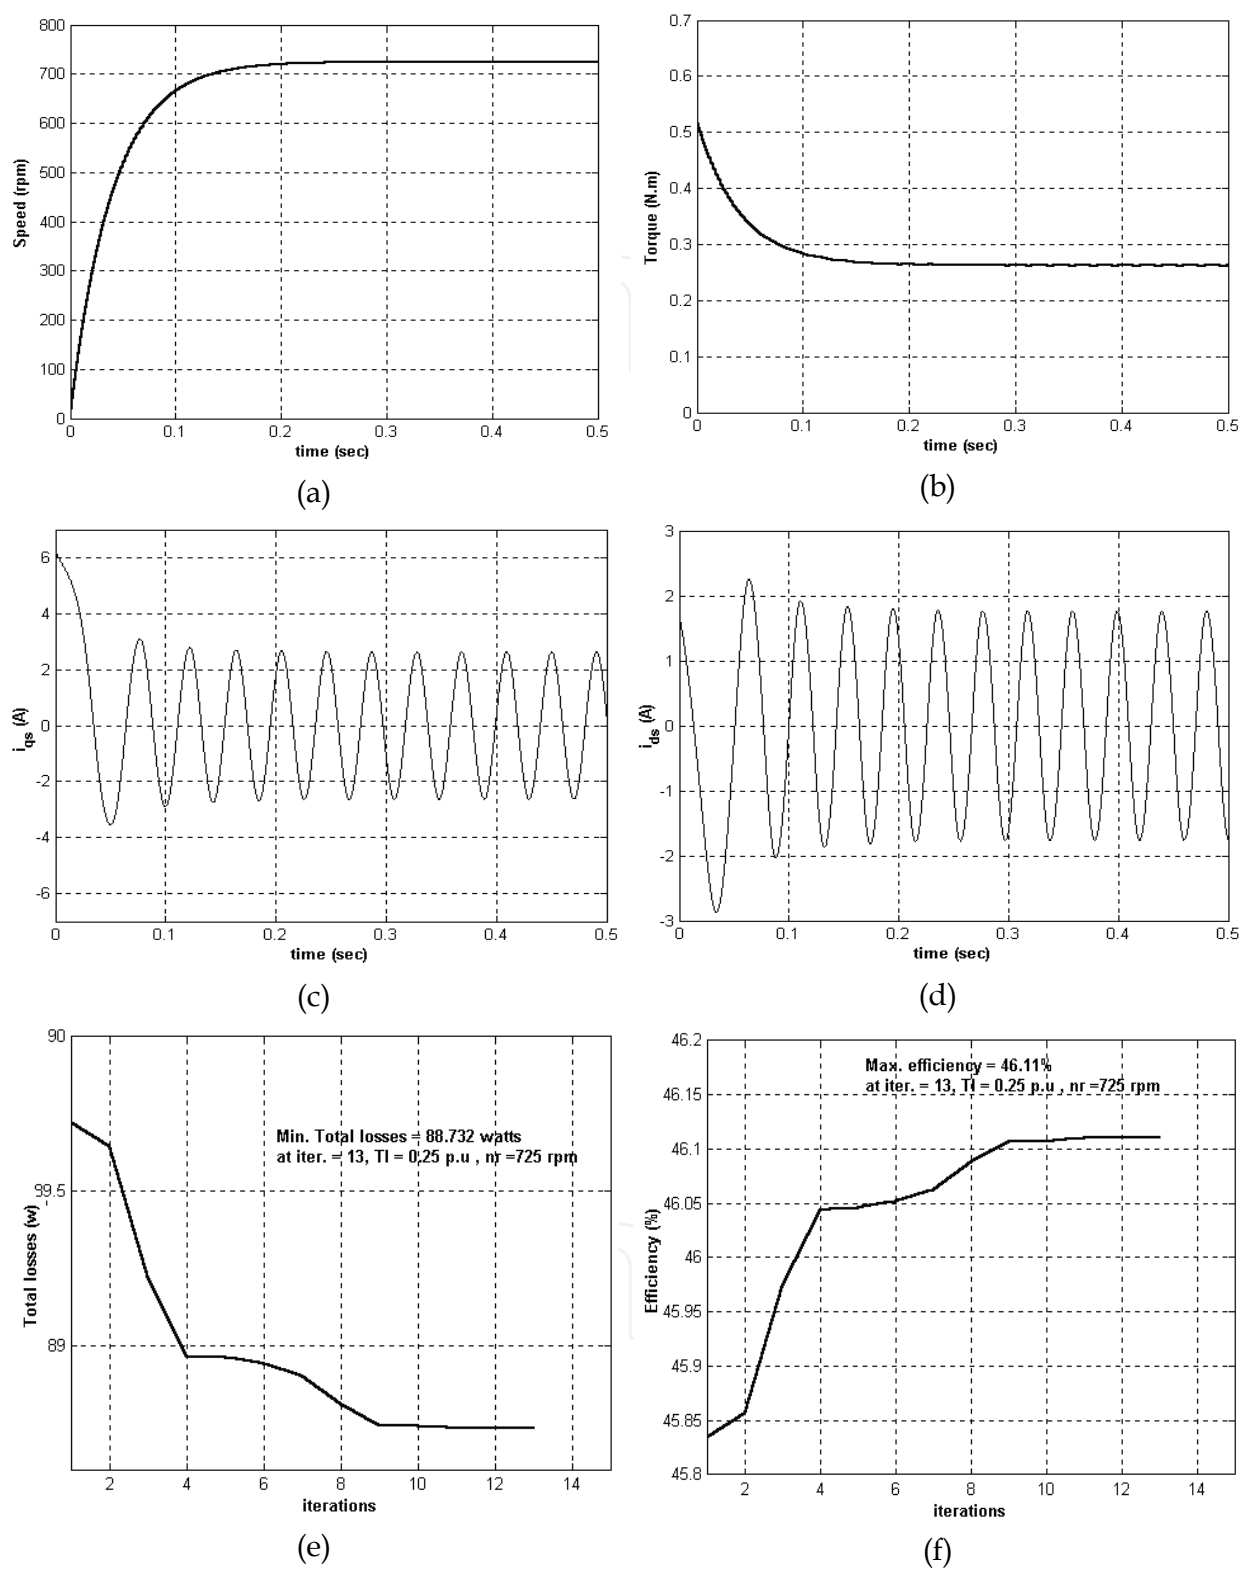 800
700
600
500
400
300
200
100
0
Speed (rpm)
0 0.1 0.2 0.3 0.4 0.5
time (sec)
(a)
0.7
0.6
0.5
0.4
0.3
0.2
0.1
0
Torque (N.m)
0 0.1 0.2 0.3 0.4 0.5
time (sec)
(b)
6
4
2
0
-2
-4
-6
i_qs (A)
0 0.1 0.2 0.3 0.4 0.5
time (sec)
(c)
3
2
1
0
-1
-2
-3
i_ds (A)
0 0.1 0.2 0.3 0.4 0.5
time (sec)
(d)
90
Min. Total losses = 88.732 watts
at iter. = 13, Tl = 0.25 p.u , nr =725 rpm
89.5
89
Total losses (w)
2 4 6 8 10 12 14
iterations
(e)
46.2
Max. efficiency = 46.11%
at iter. = 13, Tl = 0.25 p.u , nr =725 rpm
46.15
46.1
46.05
46
45.95
45.9
45.85
45.8
Efficiency (%)
2 4 6 8 10 12 14
iterations
(f)